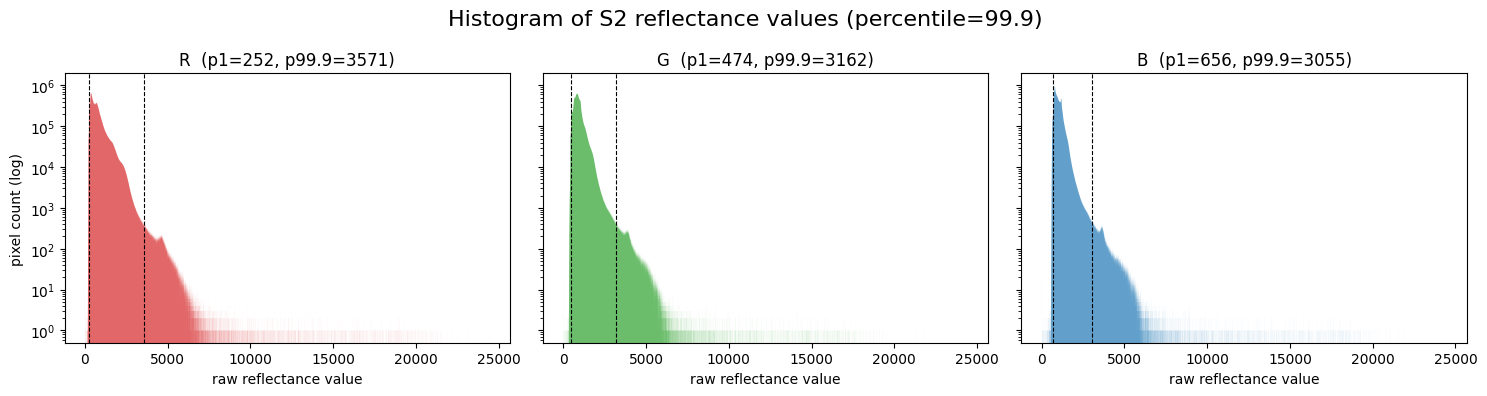 Histogram of S2 reflectance values (percentile=99.9)
R (p1=252, p99.9=3571)
G (p1=474, p99.9=3162)
B (p1=656, p99.9=3055)
pixel count (log)
10⁶
10⁵
10⁴
10³
10²
10¹
10⁰
0 5000 10000 15000 20000 25000
0 5000 10000 15000 20000 25000
0 5000 10000 15000 20000 25000
raw reflectance value
raw reflectance value
raw reflectance value